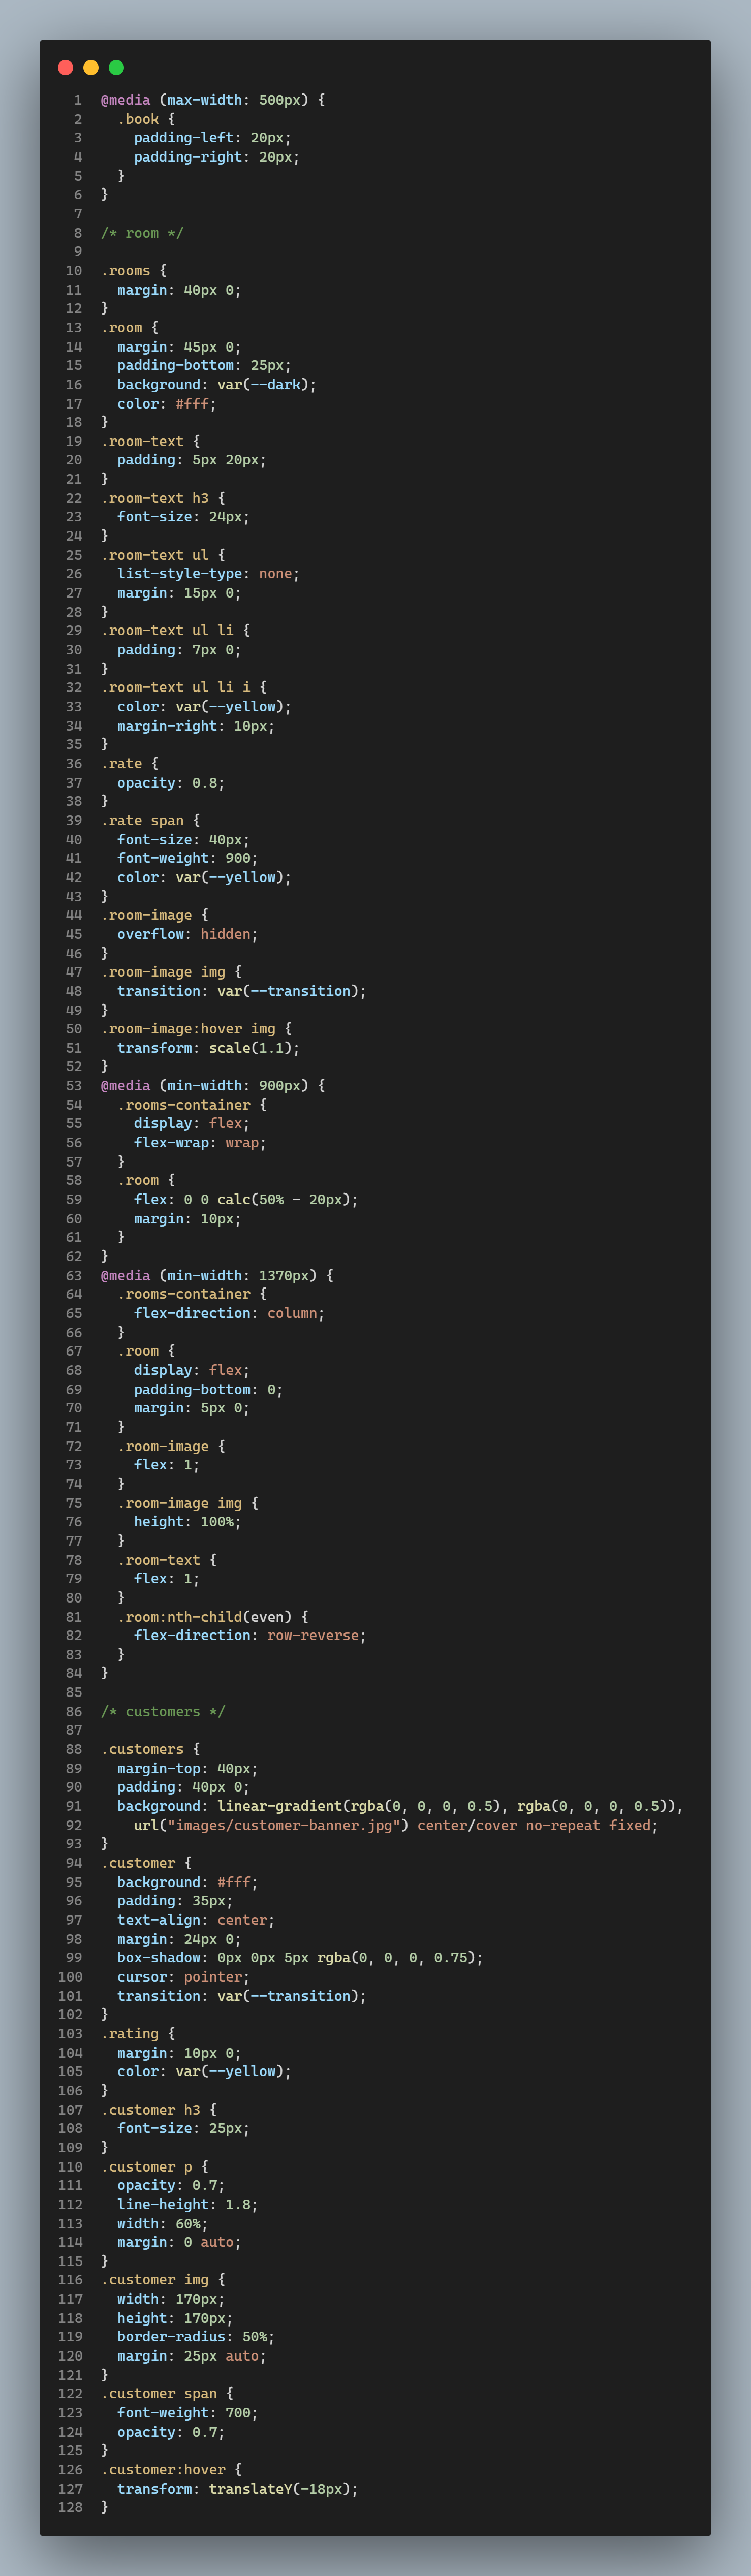 1 @media (max-width: 500px) {
2 .book {
3 padding-left: 20px;
4 padding-right: 20px;
5 }
6 }
7
8 /* room */
9
10 .rooms {
11 margin: 40px 0;
12 }
13 .room {
14 margin: 45px 0;
15 padding-bottom: 25px;
16 background: var(--dark);
17 color: #fff;
18 }
19 .room-text {
20 padding: 5px 20px;
21 }
22 .room-text h3 {
23 font-size: 24px;
24 }
25 .room-text ul {
26 list-style-type: none;
27 margin: 15px 0;
28 }
29 .room-text ul li {
30 padding: 7px 0;
31 }
32 .room-text ul li i {
33 color: var(--yellow);
34 margin-right: 10px;
35 }
36 .rate {
37 opacity: 0.8;
38 }
39 .rate span {
40 font-size: 40px;
41 font-weight: 900;
42 color: var(--yellow);
43 }
44 .room-image {
45 overflow: hidden;
46 }
47 .room-image img {
48 transition: var(--transition);
49 }
50 .room-image:hover img {
51 transform: scale(1.1);
52 }
53 @media (min-width: 900px) {
54 .rooms-container {
55 display: flex;
56 flex-wrap: wrap;
57 }
58 .room {
59 flex: 0 0 calc(50% - 20px);
60 margin: 10px;
61 }
62 }
63 @media (min-width: 1370px) {
64 .rooms-container {
65 flex-direction: column;
66 }
67 .room {
68 display: flex;
69 padding-bottom: 0;
70 margin: 5px 0;
71 }
72 .room-image {
73 flex: 1;
74 }
75 .room-image img {
76 height: 100%;
77 }
78 .room-text {
79 flex: 1;
80 }
81 .room:nth-child(even) {
82 flex-direction: row-reverse;
83 }
84 }
85
86 /* customers */
87
88 .customers {
89 margin-top: 40px;
90 padding: 40px 0;
91 background: linear-gradient(rgba(0, 0, 0, 0.5), rgba(0, 0, 0, 0.5)),
92 url("images/customer-banner.jpg") center/cover no-repeat fixed;
93 }
94 .customer {
95 background: #fff;
96 padding: 35px;
97 text-align: center;
98 margin: 24px 0;
99 box-shadow: 0px 0px 5px rgba(0, 0, 0, 0.75);
100 cursor: pointer;
101 transition: var(--transition);
102 }
103 .rating {
104 margin: 10px 0;
105 color: var(--yellow);
106 }
107 .customer h3 {
108 font-size: 25px;
109 }
110 .customer p {
111 opacity: 0.7;
112 line-height: 1.8;
113 width: 60%;
114 margin: 0 auto;
115 }
116 .customer img {
117 width: 170px;
118 height: 170px;
119 border-radius: 50%;
120 margin: 25px auto;
121 }
122 .customer span {
123 font-weight: 700;
124 opacity: 0.7;
125 }
126 .customer:hover {
127 transform: translateY(-18px);
128 }